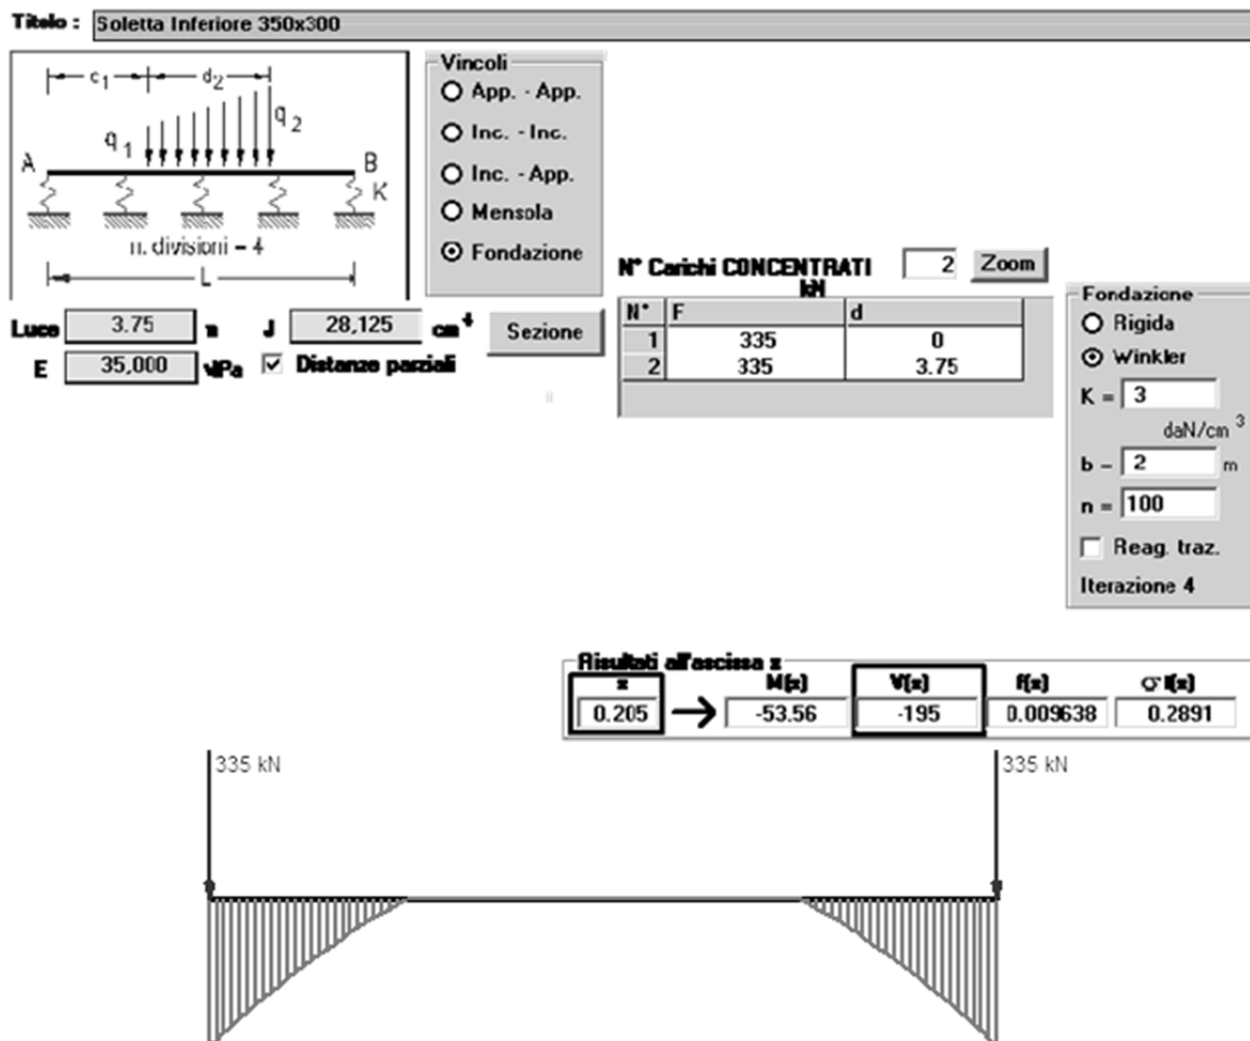 Titolo : Soletta Inferiore 350x300
c1 d2
q1 q2
A B
K
n. divisioni = 4
L
Vincoli
App. - App.
Inc. - Inc.
Inc. - App.
Mensola
Fondazione
Luce 3.75 m J 28,125 cm 4 Sezione
E 35,000 MPa Distanze parziali
N° Carichi CONCENTRATI 2 Zoom
kN
N° F d
1 335 0
2 335 3.75
Fondazione
Rigida
Winkler
K = 3
daN/cm 3
b = 2 m
n = 100
Reag. traz.
Iterazione 4
Risultati all'ascissa x
x M(x) V(x) f(x) σ t(x)
0.205 -53.56 -195 0.009638 0.2891
335 kN 335 kN